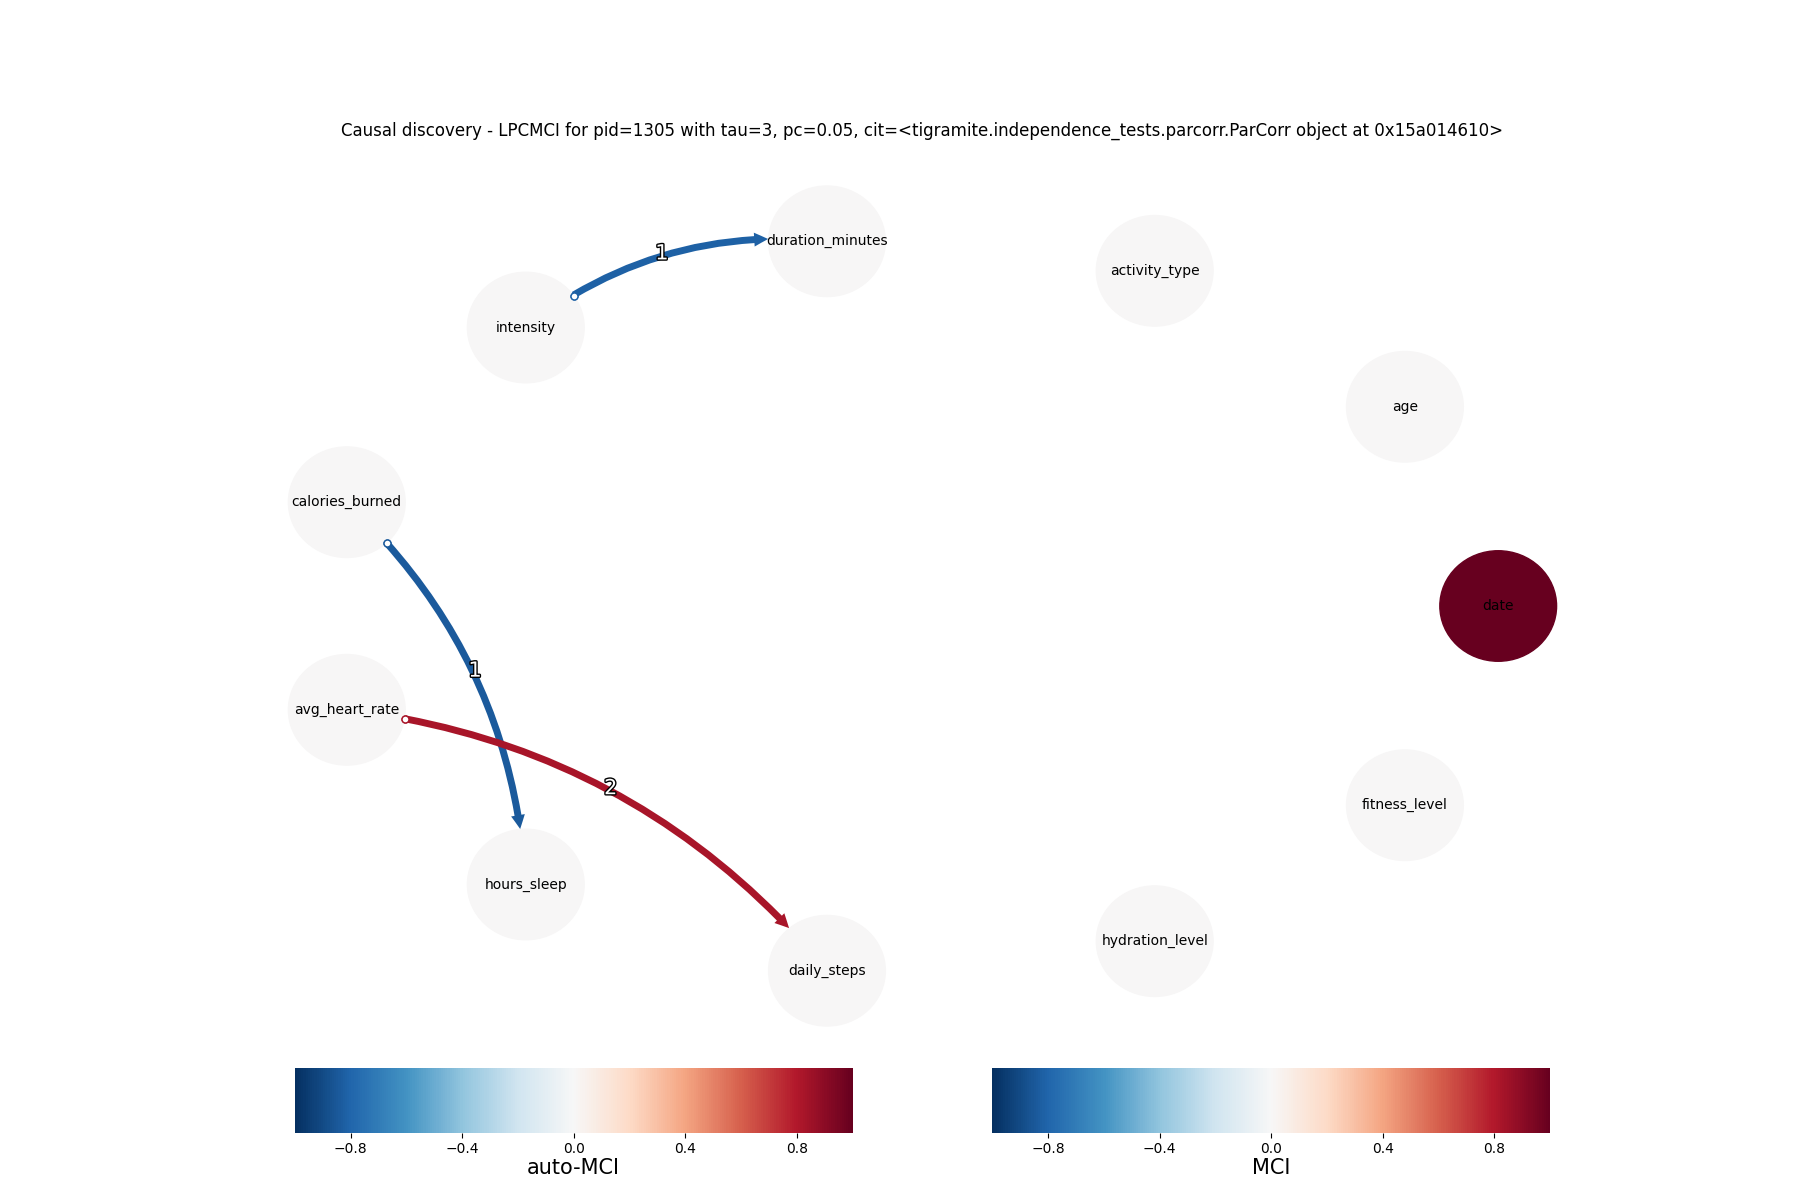 Causal discovery - LPCMCI for pid=1305 with tau=3, pc=0.05, cit=<tigramite.independence_tests.parcorr.ParCorr object at 0x15a014610>
duration_minutes
1
activity_type
intensity
age
calories_burned
date
1
avg_heart_rate
2
fitness_level
hours_sleep
hydration_level
daily_steps
−0.8 −0.4 0.0 0.4 0.8
auto-MCI
−0.8 −0.4 0.0 0.4 0.8
MCI